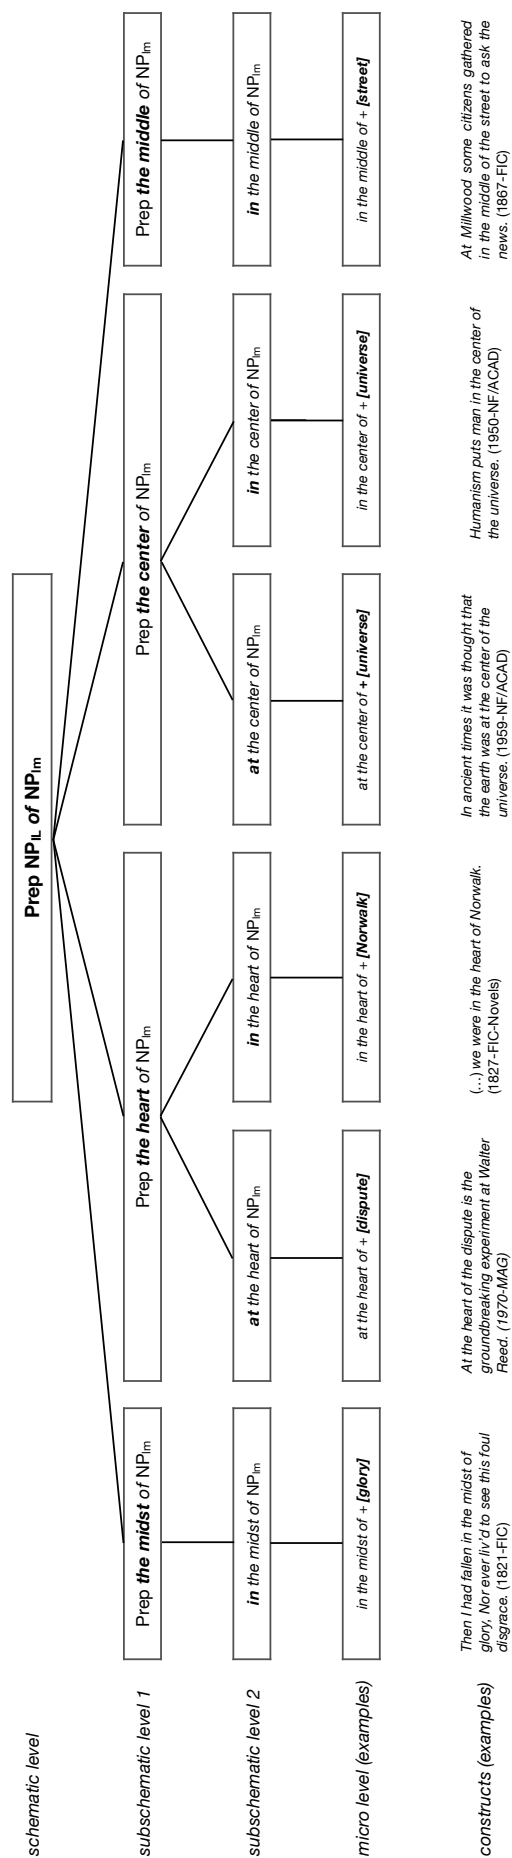 schematic level
Prep NP_IL of NP_lm
subschematic level 1
Prep the midst of NP_lm
Prep the heart of NP_lm
Prep the center of NP_lm
Prep the middle of NP_lm
subschematic level 2
in the midst of NP_lm
at the heart of NP_lm
in the heart of NP_lm
at the center of NP_lm
in the center of NP_lm
in the middle of NP_lm
micro level (examples)
in the midst of + [glory]
at the heart of + [dispute]
in the heart of + [Norwalk]
at the center of + [universe]
in the center of + [universe]
in the middle of + [street]
constructs (examples)
Then I had fallen in the midst of
glory, Nor ever liv'd to see this foul
disgrace. (1821-FIC)
At the heart of the dispute is the
groundbreaking experiment at Walter
Reed. (1970-MAG)
(...) we were in the heart of Norwalk.
(1827-FIC-Novels)
In ancient times it was thought that
the earth was at the center of the
universe. (1959-NF/ACAD)
Humanism puts man in the center of
the universe. (1950-NF/ACAD)
At Millwood some citizens gathered
in the middle of the street to ask the
news. (1867-FIC)